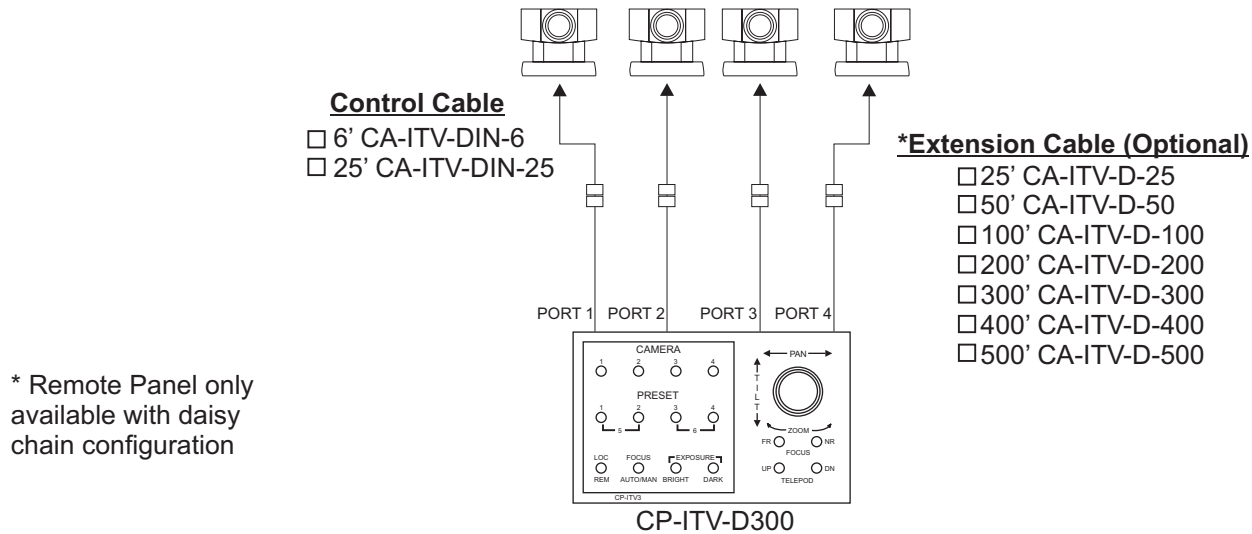 Control Cable
☐ 6’ CA-ITV-DIN-6
☐ 25’ CA-ITV-DIN-25
*Extension Cable (Optional)
☐ 25’ CA-ITV-D-25
☐ 50’ CA-ITV-D-50
☐ 100’ CA-ITV-D-100
☐ 200’ CA-ITV-D-200
☐ 300’ CA-ITV-D-300
☐ 400’ CA-ITV-D-400
☐ 500’ CA-ITV-D-500
* Remote Panel only
available with daisy
chain configuration
PORT 1 PORT 2 PORT 3 PORT 4
CAMERA
1 2 3 4
PRESET
1 2 3 4
5 6
LOC FOCUS EXPOSURE
REM AUTO/MAN BRIGHT DARK
CP-ITV3
PAN
TILT
ZOOM
FR NR
FOCUS
UP DN
TELEPOD
CP-ITV-D300